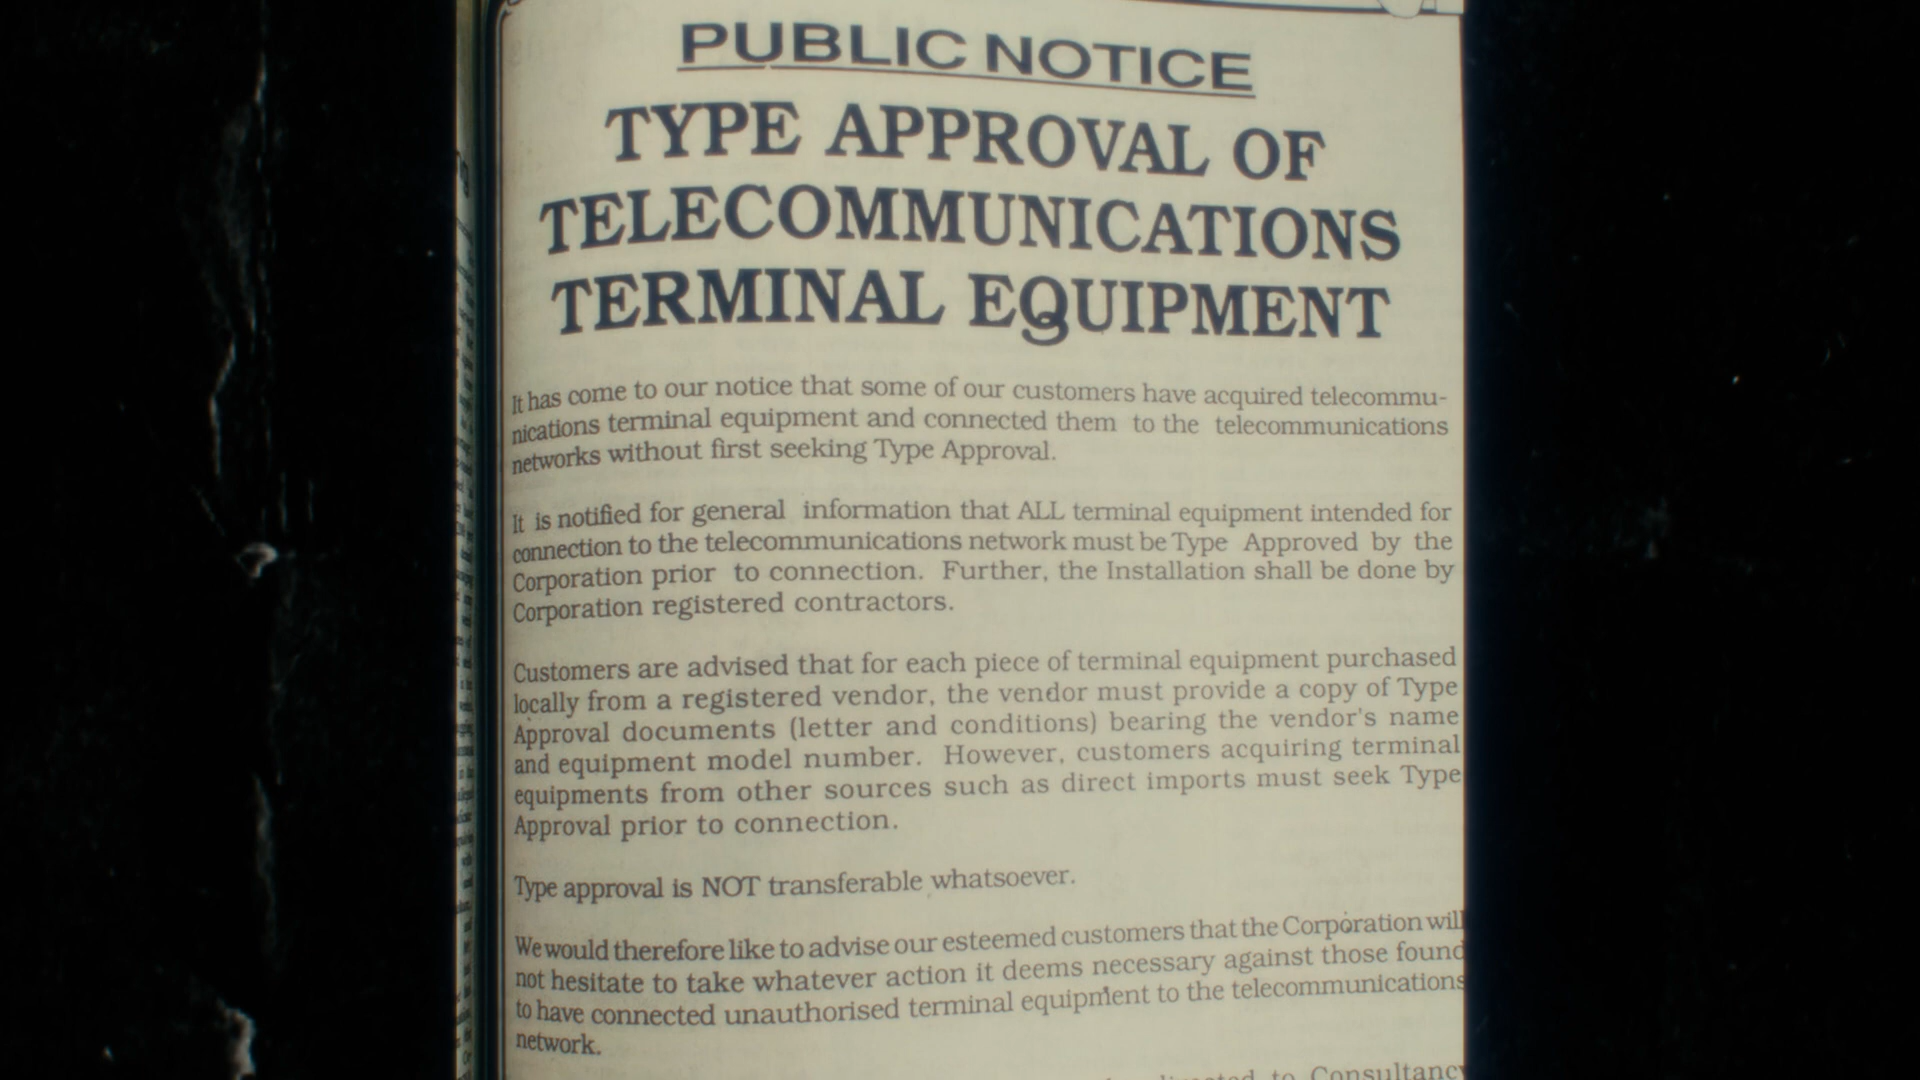 PUBLIC NOTICE
TYPE APPROVAL OF
TELECOMMUNICATIONS
TERMINAL EQUIPMENT
It has come to our notice that some of our customers have acquired telecommu-
nications terminal equipment and connected them to the telecommunications
networks without first seeking Type Approval.
It is notified for general information that ALL terminal equipment intended for
connection to the telecommunications network must be Type Approved by the
Corporation prior to connection. Further, the Installation shall be done by
Corporation registered contractors.
Customers are advised that for each piece of terminal equipment purchased
locally from a registered vendor, the vendor must provide a copy of Type
Approval documents (letter and conditions) bearing the vendor's name
and equipment model number. However, customers acquiring terminal
equipments from other sources such as direct imports must seek Type
Approval prior to connection.
Type approval is NOT transferable whatsoever.
We would therefore like to advise our esteemed customers that the Corporation will
not hesitate to take whatever action it deems necessary against those found
to have connected unauthorised terminal equipment to the telecommunications
network.
to Consultancy